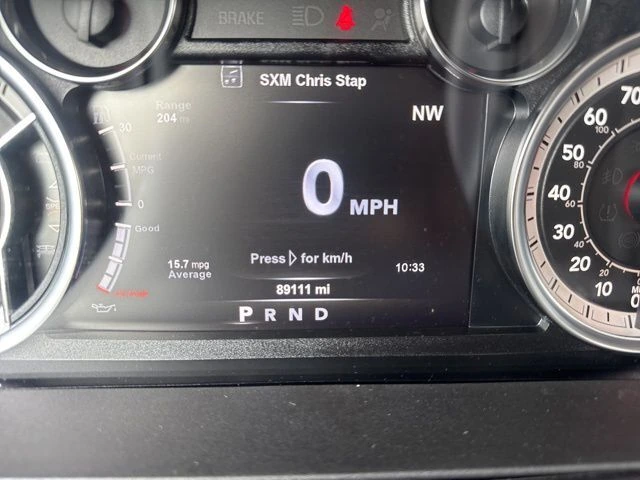 BRAKE
SXM Chris Stap
Range
204 mi
NW
30
Current
MPG
0
Good
0 MPH
15.7 mpg
Average
Press ▷ for km/h
10:33
89111 mi
P R N D
70
60
100
50
80
40
60
30
40
20
20
10
0